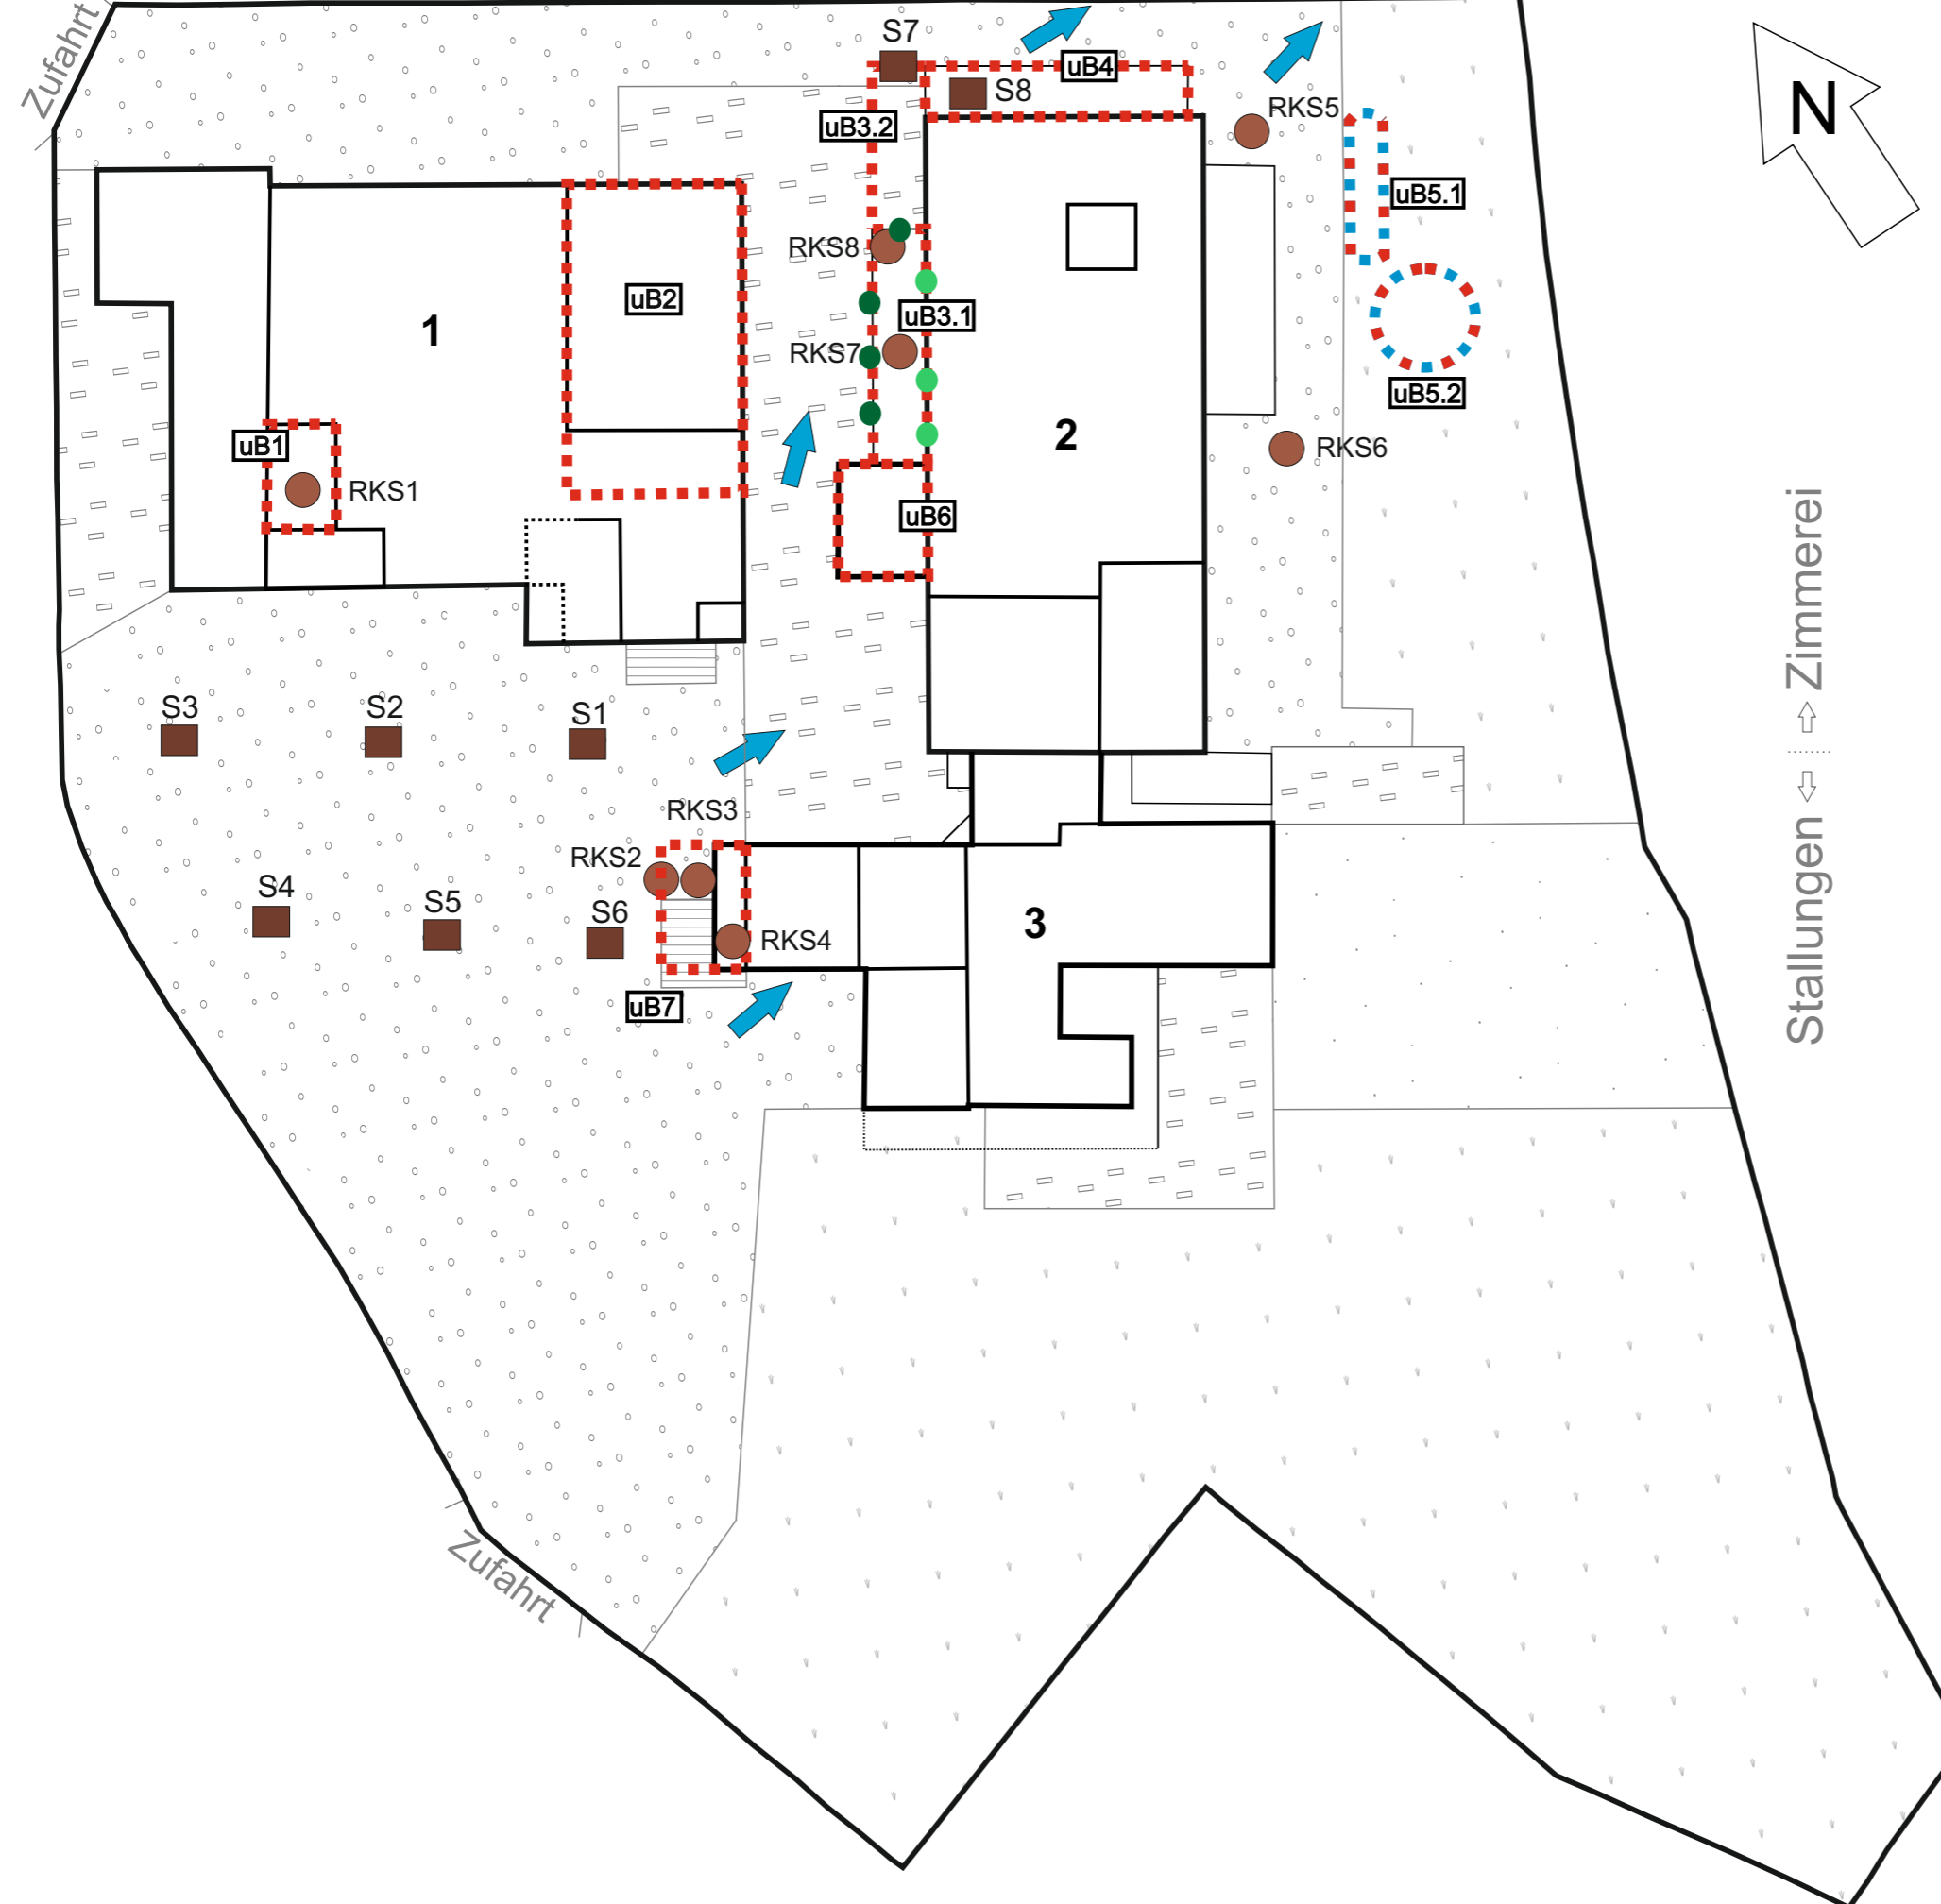 Zufahrt
S7
uB4
S8
RKS5
N
uB3.2
uB5.1
RKS8
uB2
uB3.1
1
RKS7
uB5.2
uB1
2
RKS6
RKS1
uB6
Zimmerei
S3
S2
S1
RKS3
RKS2
S4
S5
S6
3
RKS4
Stallungen
uB7
Zufahrt